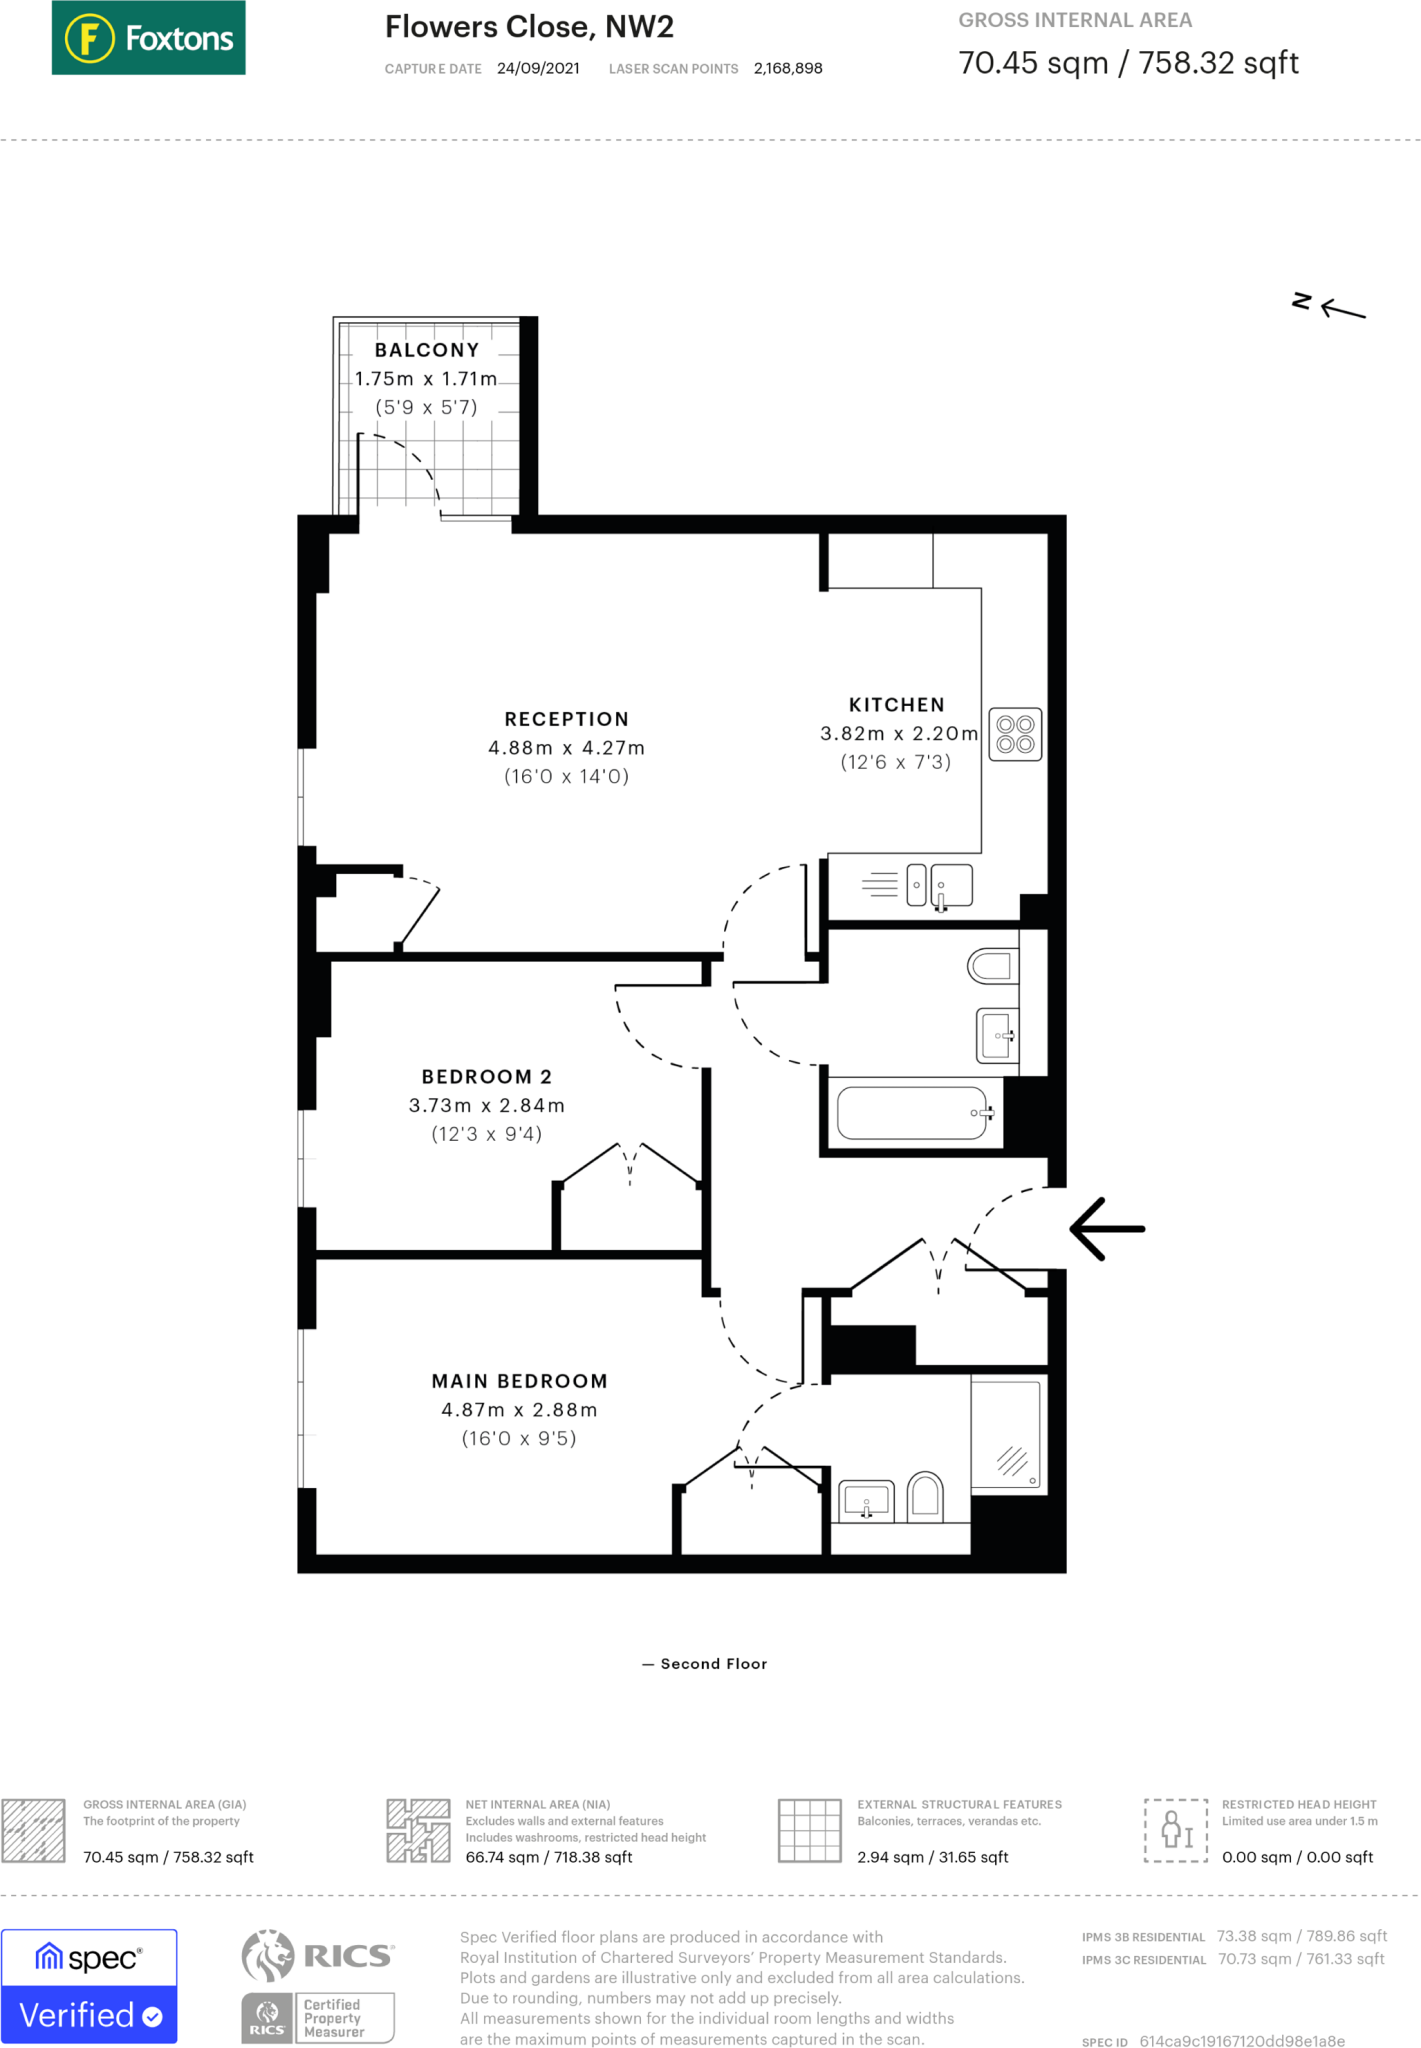 Foxtons
Flowers Close, NW2
CAPTURE DATE 24/09/2021 LASER SCAN POINTS 2,168,898
GROSS INTERNAL AREA
70.45 sqm / 758.32 sqft
N
BALCONY
1.75m x 1.71m
(5'9 x 5'7)
RECEPTION
4.88m x 4.27m
(16'0 x 14'0)
KITCHEN
3.82m x 2.20m
(12'6 x 7'3)
BEDROOM 2
3.73m x 2.84m
(12'3 x 9'4)
MAIN BEDROOM
4.87m x 2.88m
(16'0 x 9'5)
— Second Floor
GROSS INTERNAL AREA (GIA)
The footprint of the property
70.45 sqm / 758.32 sqft
NET INTERNAL AREA (NIA)
Excludes walls and external features
Includes washrooms, restricted head height
66.74 sqm / 718.38 sqft
EXTERNAL STRUCTURAL FEATURES
Balconies, terraces, verandas etc.
2.94 sqm / 31.65 sqft
RESTRICTED HEAD HEIGHT
Limited use area under 1.5 m
0.00 sqm / 0.00 sqft
spec®
Verified
RICS®
RICS
Certified
Property
Measurer
Spec Verified floor plans are produced in accordance with
Royal Institution of Chartered Surveyors' Property Measurement Standards.
Plots and gardens are illustrative only and excluded from all area calculations.
Due to rounding, numbers may not add up precisely.
All measurements shown for the individual room lengths and widths
are the maximum points of measurements captured in the scan.
IPMS 3B RESIDENTIAL 73.38 sqm / 789.86 sqft
IPMS 3C RESIDENTIAL 70.73 sqm / 761.33 sqft
SPEC ID 614ca9c19167120dd98e1a8e